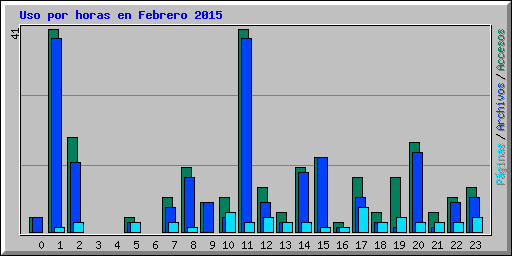 Uso por horas en Febrero 2015
41
0 1 2 3 4 5 6 7 8 9 10 11 12 13 14 15 16 17 18 19 20 21 22 23
Páginas / Archivos / Accesos